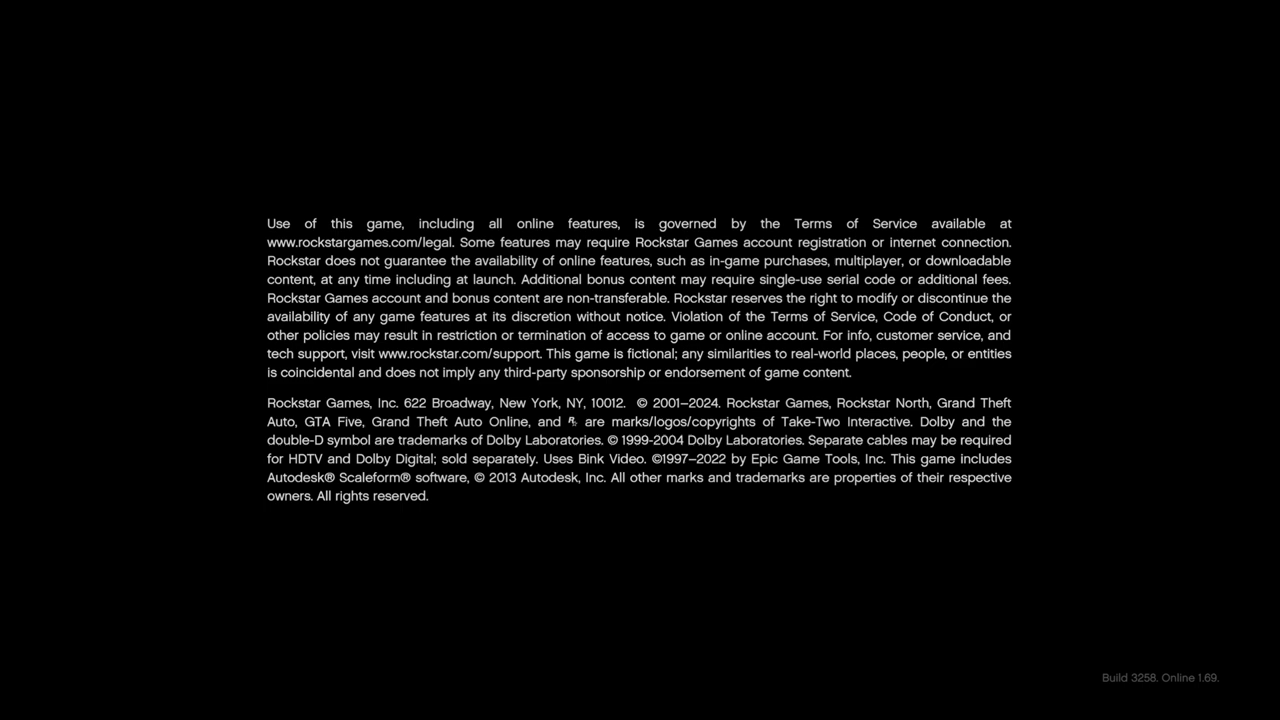 Use of this game, including all online features, is governed by the Terms of Service available at
www.rockstargames.com/legal. Some features may require Rockstar Games account registration or internet connection.
Rockstar does not guarantee the availability of online features, such as in-game purchases, multiplayer, or downloadable
content, at any time including at launch. Additional bonus content may require single-use serial code or additional fees.
Rockstar Games account and bonus content are non-transferable. Rockstar reserves the right to modify or discontinue the
availability of any game features at its discretion without notice. Violation of the Terms of Service, Code of Conduct, or
other policies may result in restriction or termination of access to game or online account. For info, customer service, and
tech support, visit www.rockstar.com/support. This game is fictional; any similarities to real-world places, people, or entities
is coincidental and does not imply any third-party sponsorship or endorsement of game content.
Rockstar Games, Inc. 622 Broadway, New York, NY, 10012. © 2001–2024. Rockstar Games, Rockstar North, Grand Theft
Auto, GTA Five, Grand Theft Auto Online, and R* are marks/logos/copyrights of Take-Two Interactive. Dolby and the
double-D symbol are trademarks of Dolby Laboratories. © 1999-2004 Dolby Laboratories. Separate cables may be required
for HDTV and Dolby Digital; sold separately. Uses Bink Video. ©1997–2022 by Epic Game Tools, Inc. This game includes
Autodesk® Scaleform® software, © 2013 Autodesk, Inc. All other marks and trademarks are properties of their respective
owners. All rights reserved.
Build 3258. Online 1.69.